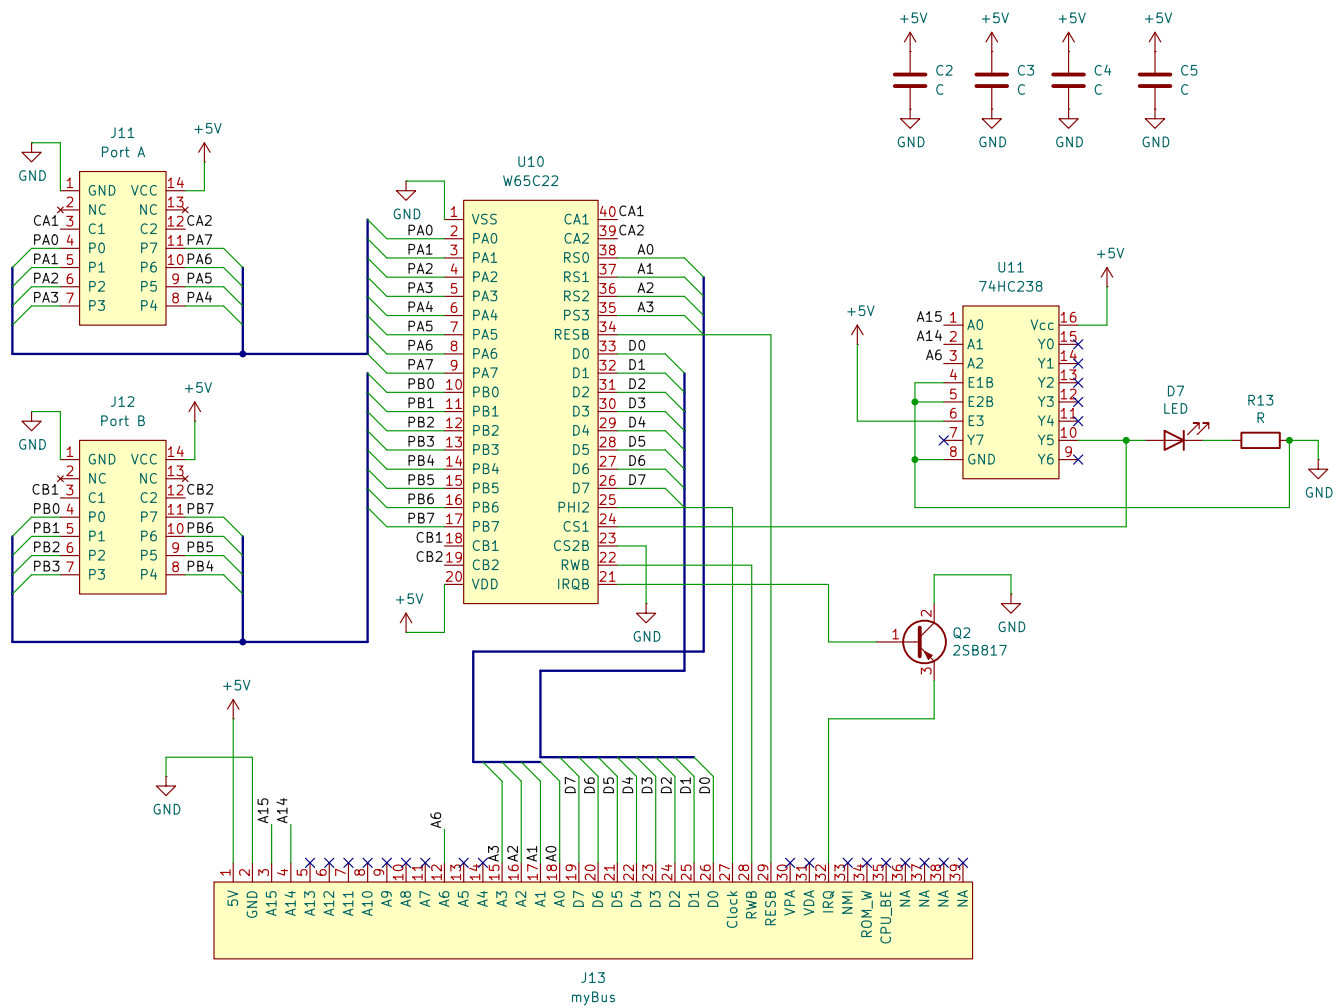 +5V +5V +5V +5V
C2 C3 C4 C5
C C C C
GND GND GND GND
J11
Port A
+5V
GND
1 GND VCC 14
2 NC NC 13
CA1 3 C1 C2 12 CA2
PA0 4 P0 P7 11 PA7
PA1 5 P1 P6 10 PA6
PA2 6 P2 P5 9 PA5
PA3 7 P3 P4 8 PA4
J12
Port B
+5V
GND
1 GND VCC 14
2 NC NC 13
CB1 3 C1 C2 12 CB2
PB0 4 P0 P7 11 PB7
PB1 5 P1 P6 10 PB6
PB2 6 P2 P5 9 PB5
PB3 7 P3 P4 8 PB4
U10
W65C22
GND
1 VSS CA1 40 CA1
PA0 2 PA0 CA2 39 CA2
PA1 3 PA1 RS0 38 A0
PA2 4 PA2 RS1 37 A1
PA3 5 PA3 RS2 36 A2
PA4 6 PA4 PS3 35 A3
PA5 7 PA5 RESB 34
PA6 8 PA6 D0 33 D0
PA7 9 PA7 D1 32 D1
PB0 10 PB0 D2 31 D2
PB1 11 PB1 D3 30 D3
PB2 12 PB2 D4 29 D4
PB3 13 PB3 D5 28 D5
PB4 14 PB4 D6 27 D6
PB5 15 PB5 D7 26 D7
PB6 16 PB6 PHI2 25
PB7 17 PB7 CS1 24
CB1 18 CB1 CS2B 23
CB2 19 CB2 RWB 22
20 VDD IRQB 21
+5V
GND
U11
74HC238
+5V
+5V
A15 1 A0 Vcc 16
A14 2 A1 Y0 15
A6 3 A2 Y1 14
4 E1B Y2 13
5 E2B Y3 12
6 E3 Y4 11
7 Y7 Y5 10
8 GND Y6 9
D7
LED
R13
R
GND
2
1
3
Q2
2SB817
GND
+5V
GND
A15 A14 A6 A3 A2 A1 A0 D7 D6 D5 D4 D3 D2 D1 D0
1 2 3 4 5 6 7 8 9 10 11 12 13 14 15 16 17 18 19 20 21 22 23 24 25 26 27 28 29 30 31 32 33 34 35 36 37 38 39
5V GND A15 A14 A13 A12 A11 A10 A9 A8 A7 A6 A5 A4 A3 A2 A1 A0 D7 D6 D5 D4 D3 D2 D1 D0 Clock RWB RESB VPA VDA IRQ NMI ROM_W CPU_BE NA NA NA NA
J13
myBus